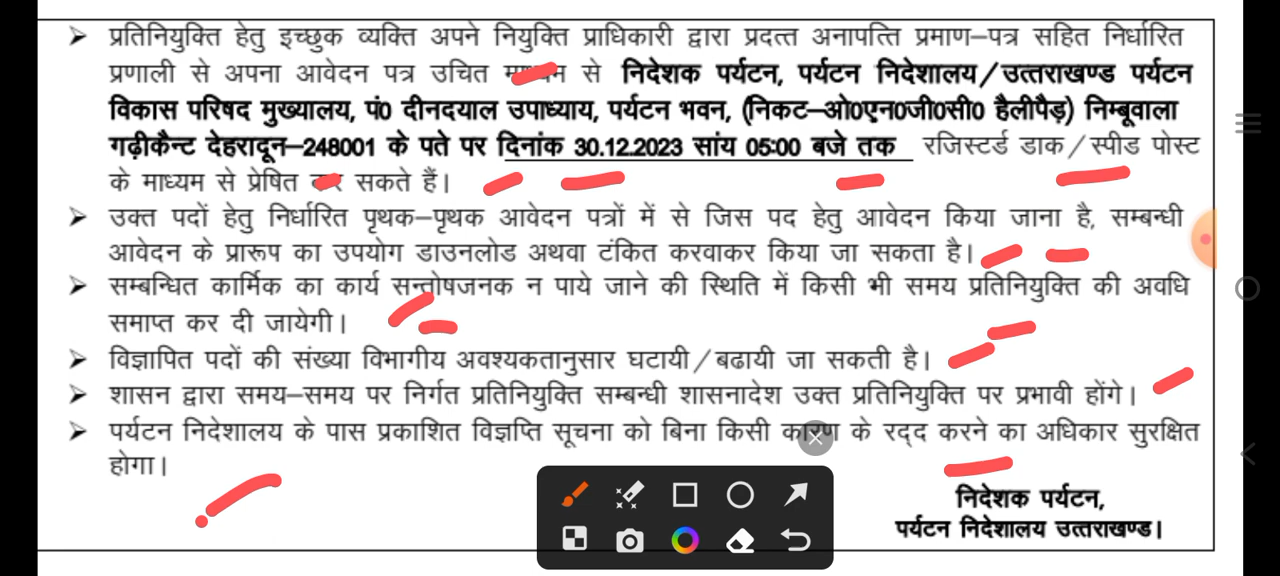 ➤ प्रतिनियुक्ति हेतु इच्छुक व्यक्ति अपने नियुक्ति प्राधिकारी द्वारा प्रदत्त अनापत्ति प्रमाण–पत्र सहित निर्धारित
प्रणाली से अपना आवेदन पत्र उचित माध्यम से निदेशक पर्यटन, पर्यटन निदेशालय/उत्तराखण्ड पर्यटन
विकास परिषद मुख्यालय, पं0 दीनदयाल उपाध्याय, पर्यटन भवन, (निकट–ओ0एन0जी0सी0 हैलीपैड़) निम्बूवाला
गढ़ीकैन्ट देहरादून–248001 के पते पर दिनांक 30.12.2023 सांय 05:00 बजे तक रजिस्टर्ड डाक/स्पीड पोस्ट
के माध्यम से प्रेषित कर सकते हैं।
➤ उक्त पदों हेतु निर्धारित पृथक–पृथक आवेदन पत्रों में से जिस पद हेतु आवेदन किया जाना है, सम्बन्धी
आवेदन के प्रारूप का उपयोग डाउनलोड अथवा टंकित करवाकर किया जा सकता है।
➤ सम्बन्धित कार्मिक का कार्य सन्तोषजनक न पाये जाने की स्थिति में किसी भी समय प्रतिनियुक्ति की अवधि
समाप्त कर दी जायेगी।
➤ विज्ञापित पदों की संख्या विभागीय अवश्यकतानुसार घटायी/बढायी जा सकती है।
➤ शासन द्वारा समय–समय पर निर्गत प्रतिनियुक्ति सम्बन्धी शासनादेश उक्त प्रतिनियुक्ति पर प्रभावी होंगे।
➤ पर्यटन निदेशालय के पास प्रकाशित विज्ञप्ति सूचना को बिना किसी कारण के रद्द करने का अधिकार सुरक्षित
होगा।
निदेशक पर्यटन,
पर्यटन निदेशालय उत्तराखण्ड।